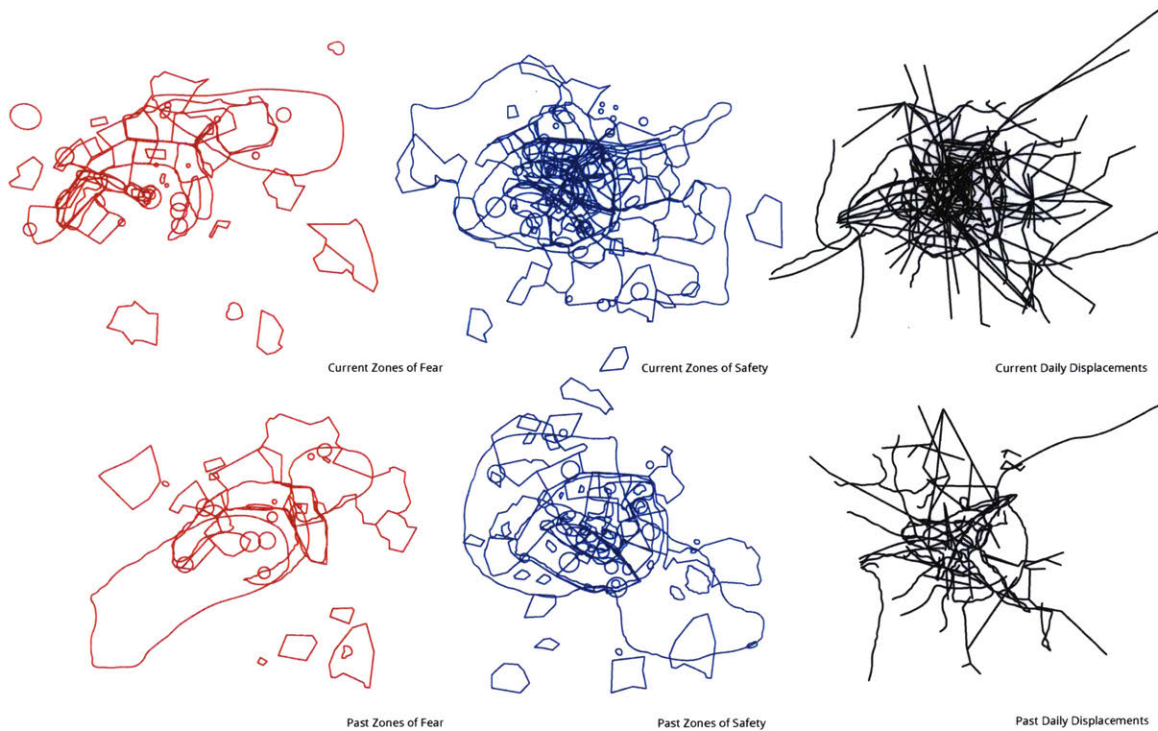 Current Zones of Fear
Current Zones of Safety
Current Daily Displacements
Past Zones of Fear
Past Zones of Safety
Past Daily Displacements